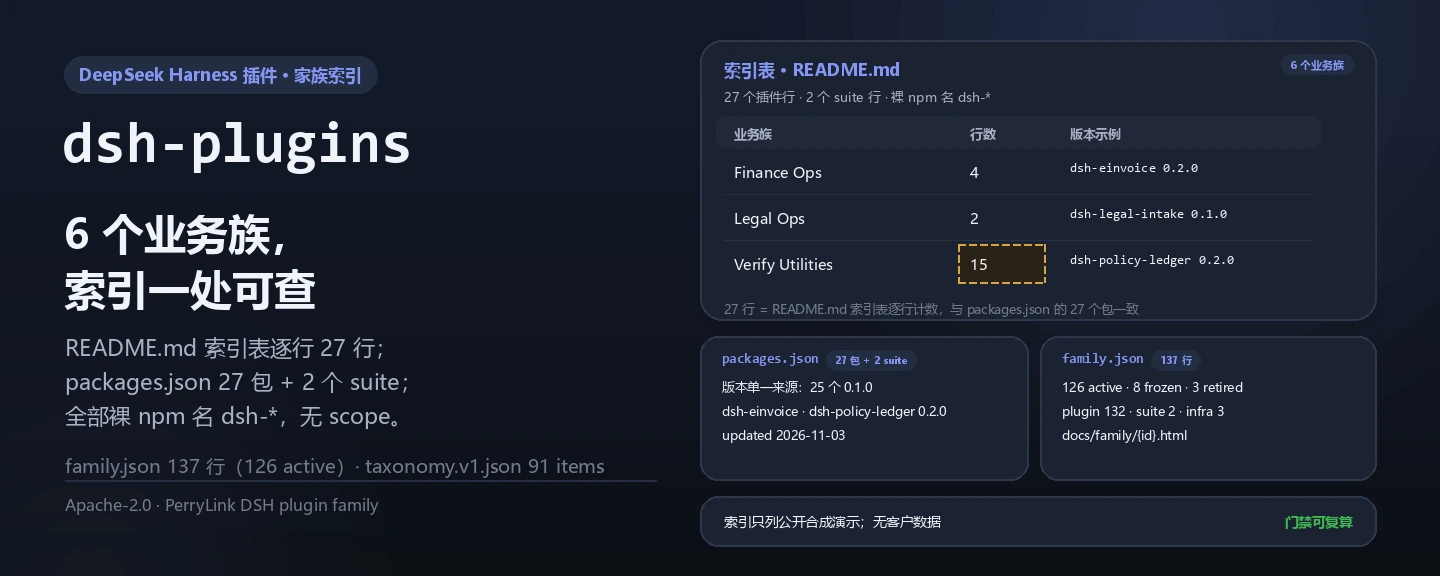 DeepSeek Harness 插件 • 家族索引
dsh-plugins
6 个业务族，
索引一处可查
README.md 索引表逐行 27 行；
packages.json 27 包 + 2 个 suite；
全部裸 npm 名 dsh-*，无 scope。
family.json 137 行（126 active）· taxonomy.v1.json 91 items
Apache-2.0 · PerryLink DSH plugin family
索引表 • README.md
6 个业务族
27 个插件行 · 2 个 suite 行 · 裸 npm 名 dsh-*
业务族 行数 版本示例
Finance Ops 4 dsh-einvoice 0.2.0
Legal Ops 2 dsh-legal-intake 0.1.0
Verify Utilities 15 dsh-policy-ledger 0.2.0
27 行 = README.md 索引表逐行计数，与 packages.json 的 27 个包一致
packages.json 27 包 + 2 suite
版本单一来源：25 个 0.1.0
dsh-einvoice · dsh-policy-ledger 0.2.0
updated 2026-11-03
family.json 137 行
126 active · 8 frozen · 3 retired
plugin 132 · suite 2 · infra 3
docs/family/{id}.html
索引只列公开合成演示；无客户数据
门禁可复算